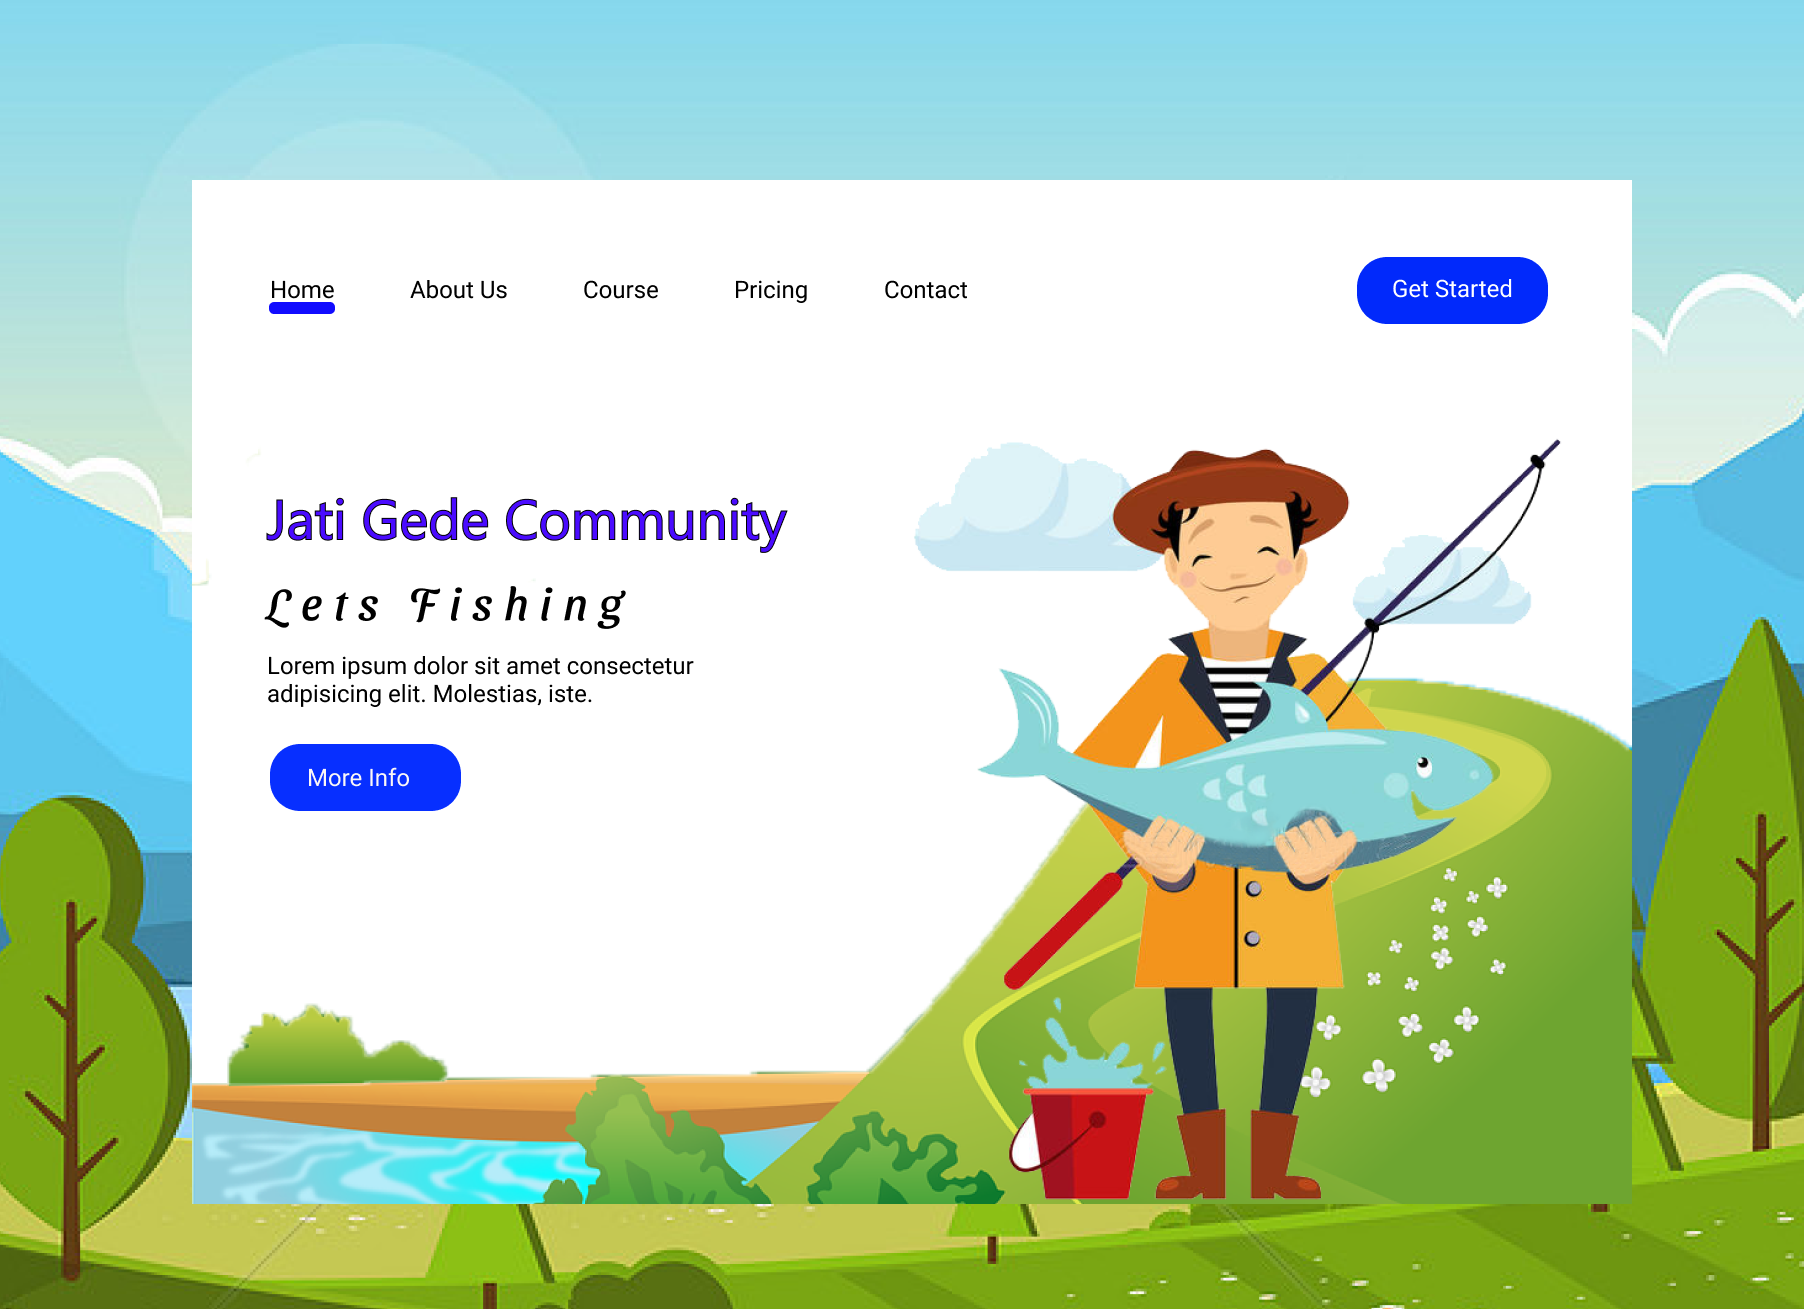 Home
About Us
Course
Pricing
Contact
Get Started
Jati Gede Community
Lets Fishing
Lorem ipsum dolor sit amet consectetur
adipisicing elit. Molestias, iste.
More Info